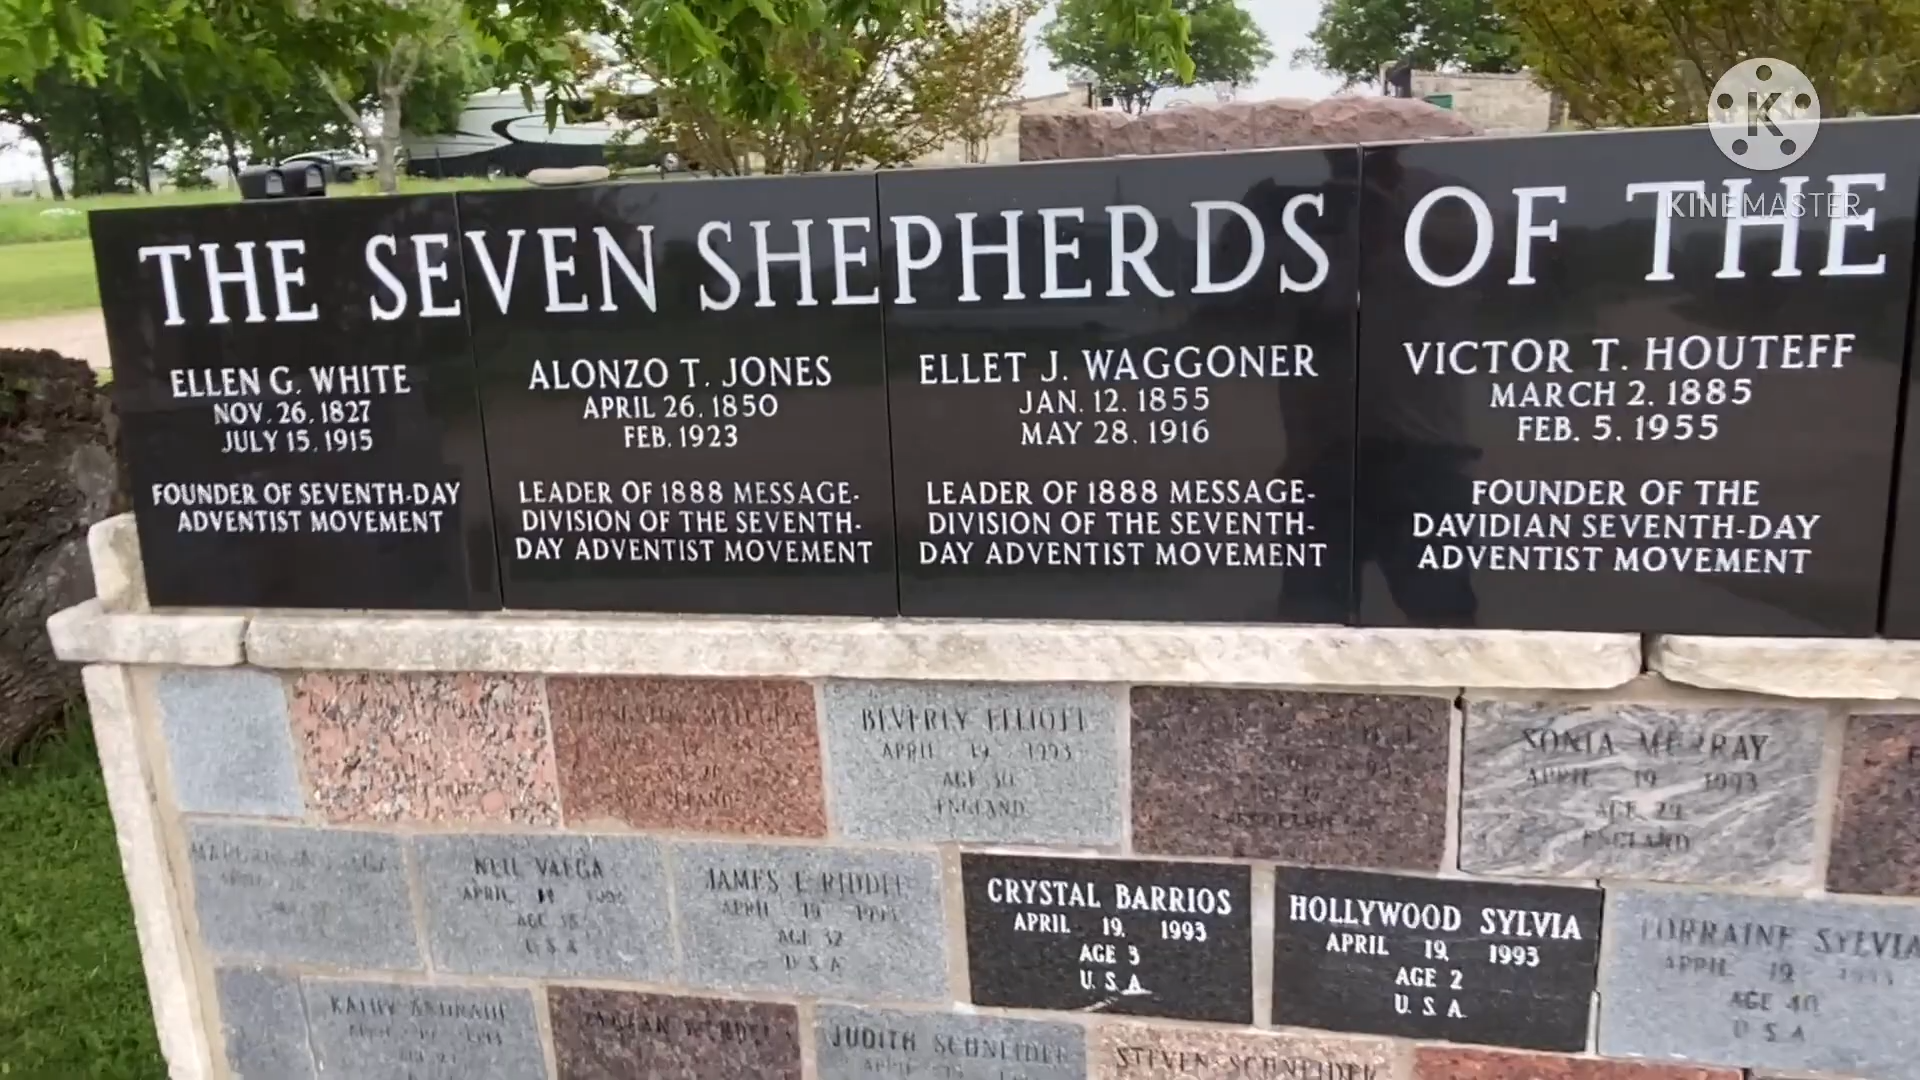 K
KINEMASTER
THE SEVEN SHEPHERDS OF THE
ELLEN G. WHITE
NOV. 26, 1827
JULY 15, 1915
FOUNDER OF SEVENTH-DAY
ADVENTIST MOVEMENT
ALONZO T. JONES
APRIL 26, 1850
FEB. 1923
LEADER OF 1888 MESSAGE-
DIVISION OF THE SEVENTH-
DAY ADVENTIST MOVEMENT
ELLET J. WAGGONER
JAN. 12, 1855
MAY 28, 1916
LEADER OF 1888 MESSAGE-
DIVISION OF THE SEVENTH-
DAY ADVENTIST MOVEMENT
VICTOR T. HOUTEFF
MARCH 2, 1885
FEB. 5, 1955
FOUNDER OF THE
DAVIDIAN SEVENTH-DAY
ADVENTIST MOVEMENT
BEVERLY ELLIOTT
APRIL 19 1993
AGE 30
ENGLAND
SONIA MURRAY
APRIL 19 1993
AGE 29
ENGLAND
NEIL VAEGA
APRIL
AGE
U S A
JAMES L RIDDLE
APRIL 19 1993
AGE 32
U S A
CRYSTAL BARRIOS
APRIL 19, 1993
AGE 3
U. S. A.
HOLLYWOOD SYLVIA
APRIL 19, 1993
AGE 2
U. S. A.
LORRAINE SYLVIA
APRIL 19 1993
AGE 40
U S A
KATHY ANDRADE
JUDITH SCHNEIDER
STEVEN SCHNEIDER